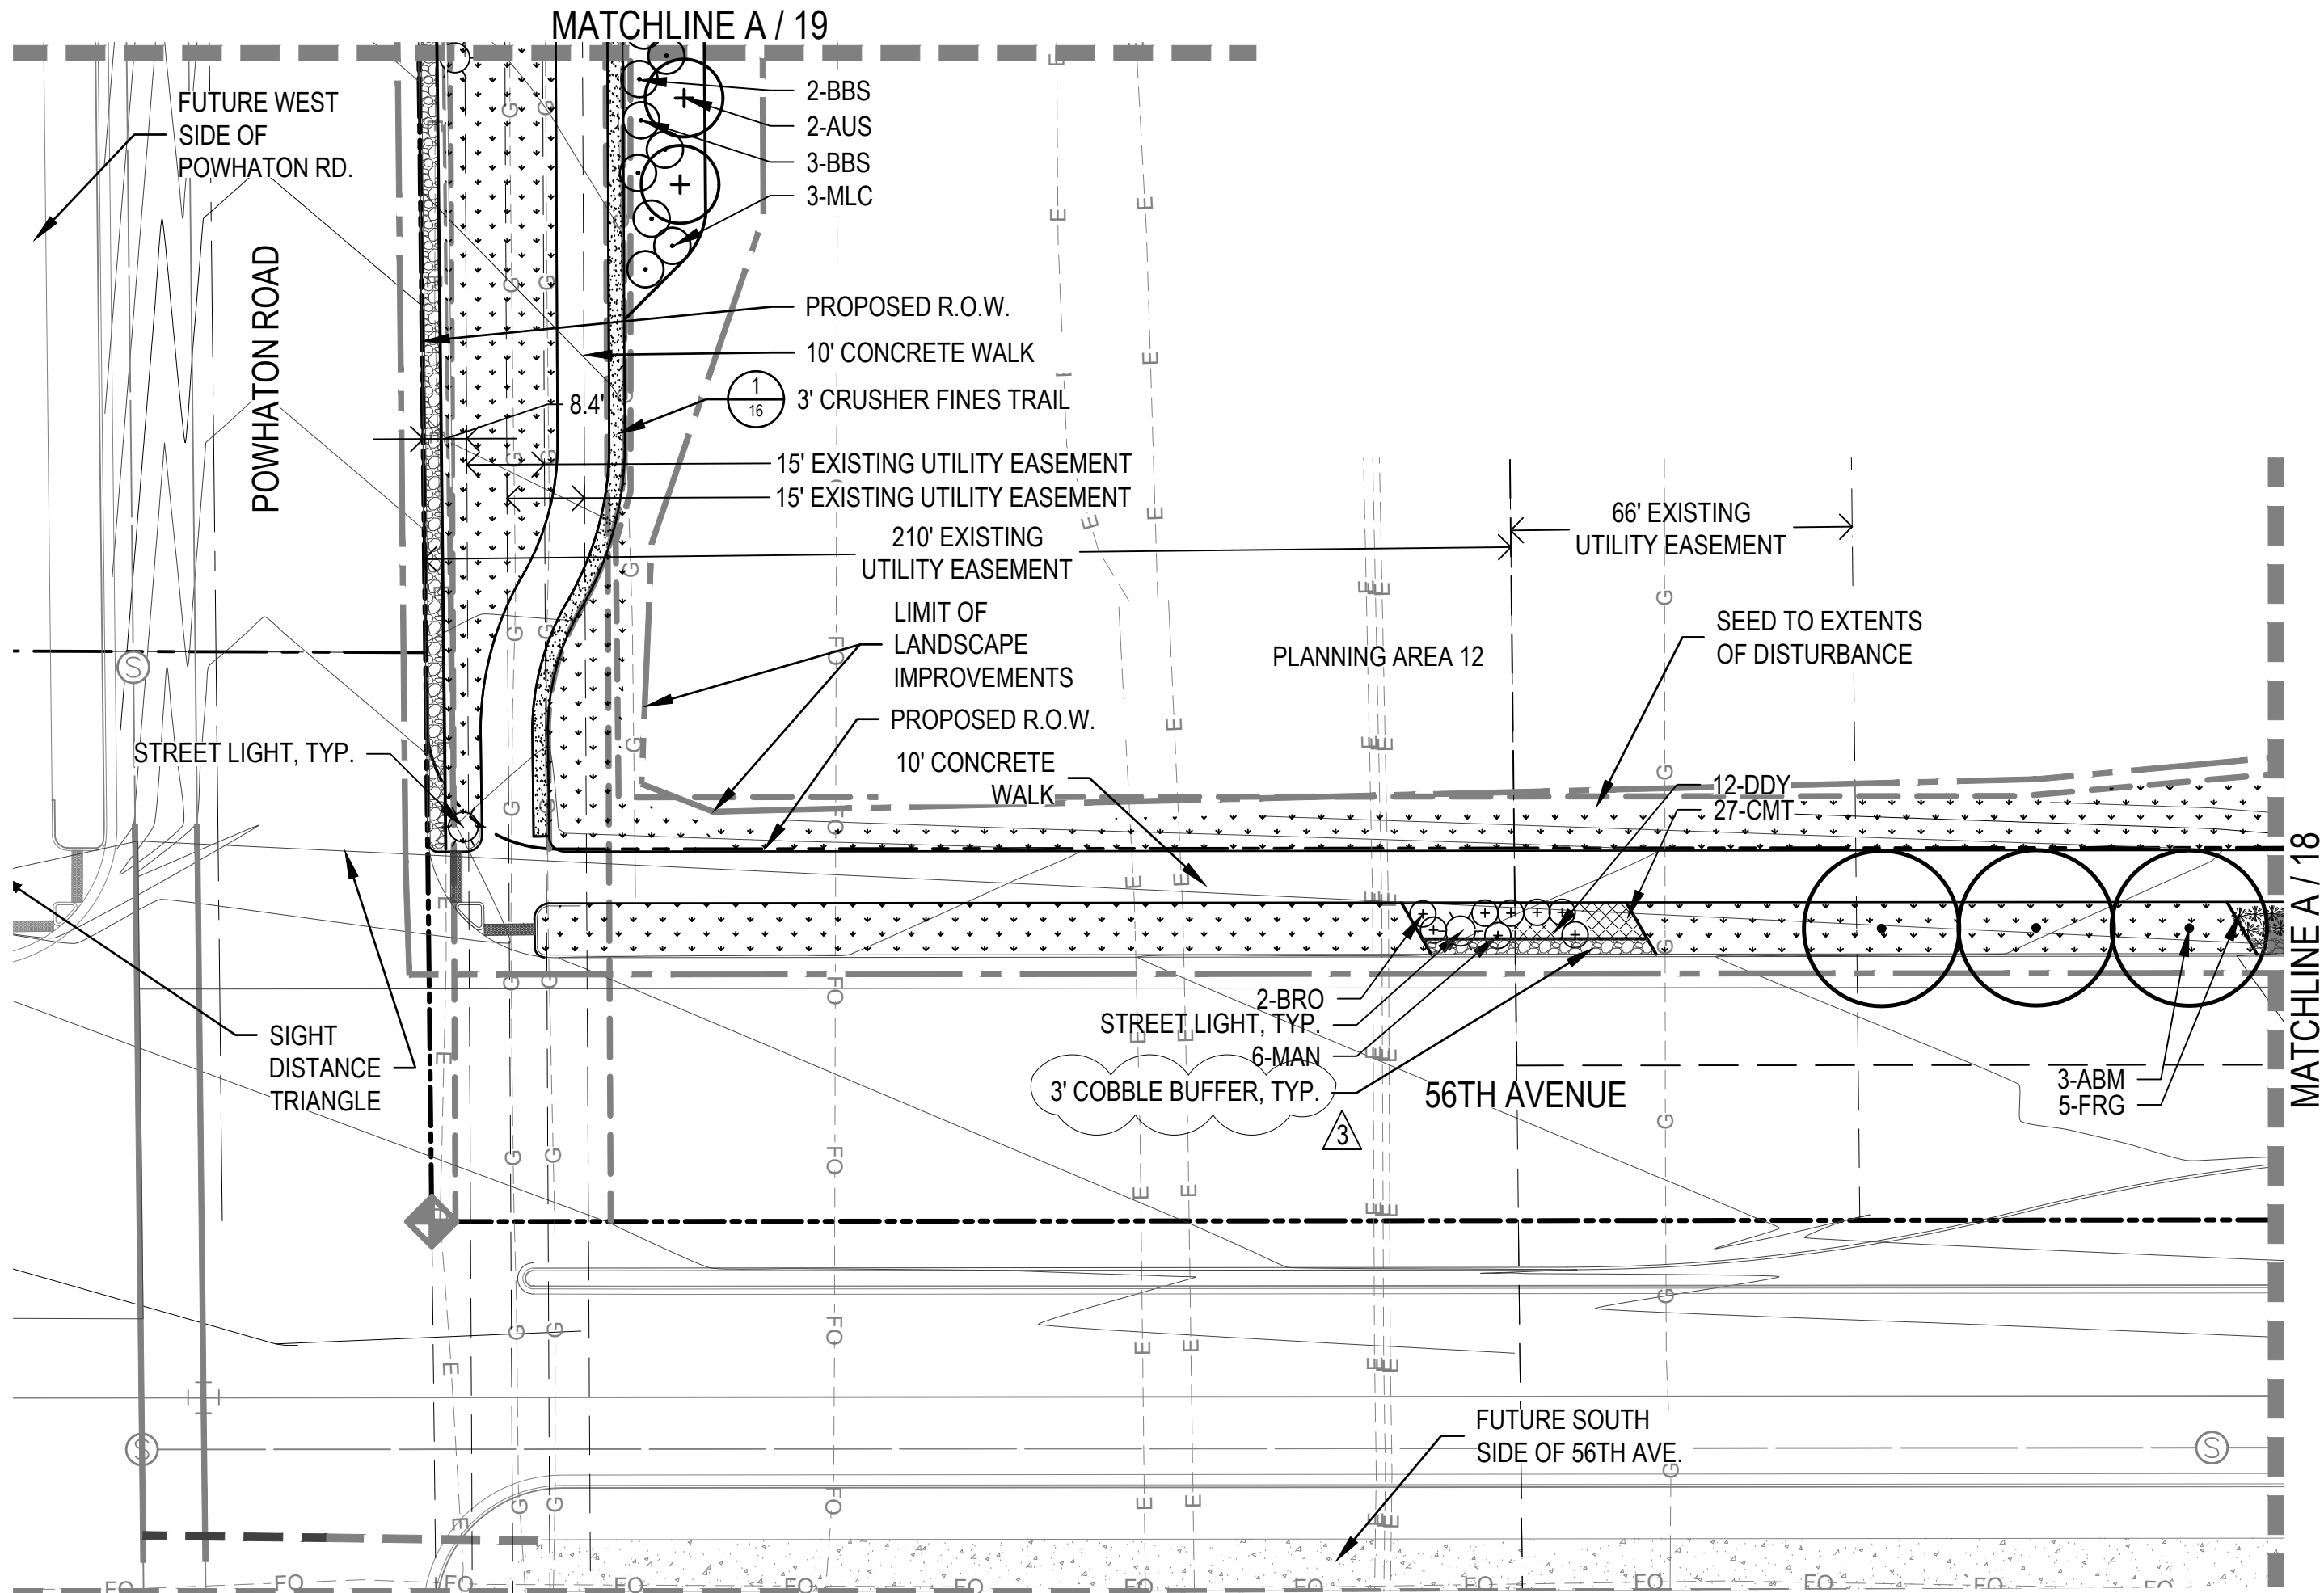 MATCHLINE A / 19
FUTURE WEST
SIDE OF
POWHATON RD.
2-BBS
2-AUS
3-BBS
3-MLC
POWHATON ROAD
PROPOSED R.O.W.
10' CONCRETE WALK
1
16
3' CRUSHER FINES TRAIL
8.4'
15' EXISTING UTILITY EASEMENT
15' EXISTING UTILITY EASEMENT
210' EXISTING
UTILITY EASEMENT
66' EXISTING
UTILITY EASEMENT
LIMIT OF
LANDSCAPE
IMPROVEMENTS
PLANNING AREA 12
SEED TO EXTENTS
OF DISTURBANCE
PROPOSED R.O.W.
STREET LIGHT, TYP.
10' CONCRETE
WALK
12-DDY
27-CMT
MATCHLINE A / 18
2-BRO
STREET LIGHT, TYP.
6-MAN
3' COBBLE BUFFER, TYP.
3
56TH AVENUE
SIGHT
DISTANCE
TRIANGLE
3-ABM
5-FRG
FUTURE SOUTH
SIDE OF 56TH AVE.